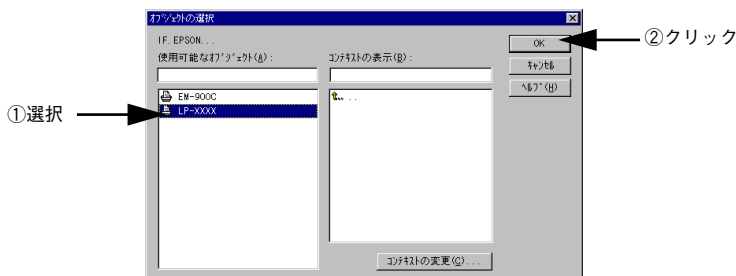 オブジェクトの選択
IF.EPSON...
使用可能なオブジェクト(A):
コンテキストの表示(B):
EM-900C
LP-XXXX
..
OK
キャンセル
ヘルプ(H)
コンテキストの変更(C)...
①選択
②クリック